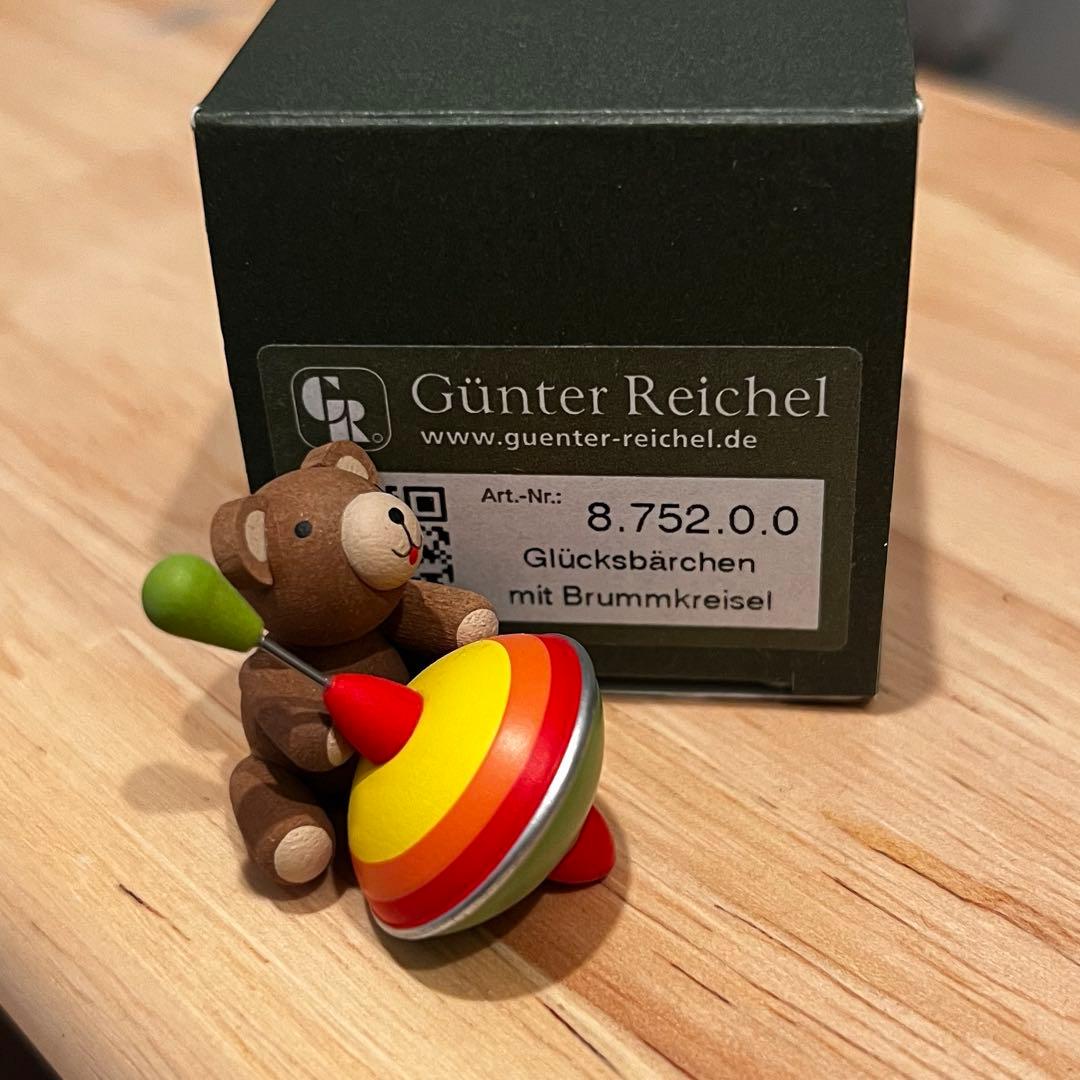 GR
Günter Reichel
www.guenter-reichel.de
Art.-Nr.:
8.752.0.0
Glücksbärchen
mit Brummkreisel